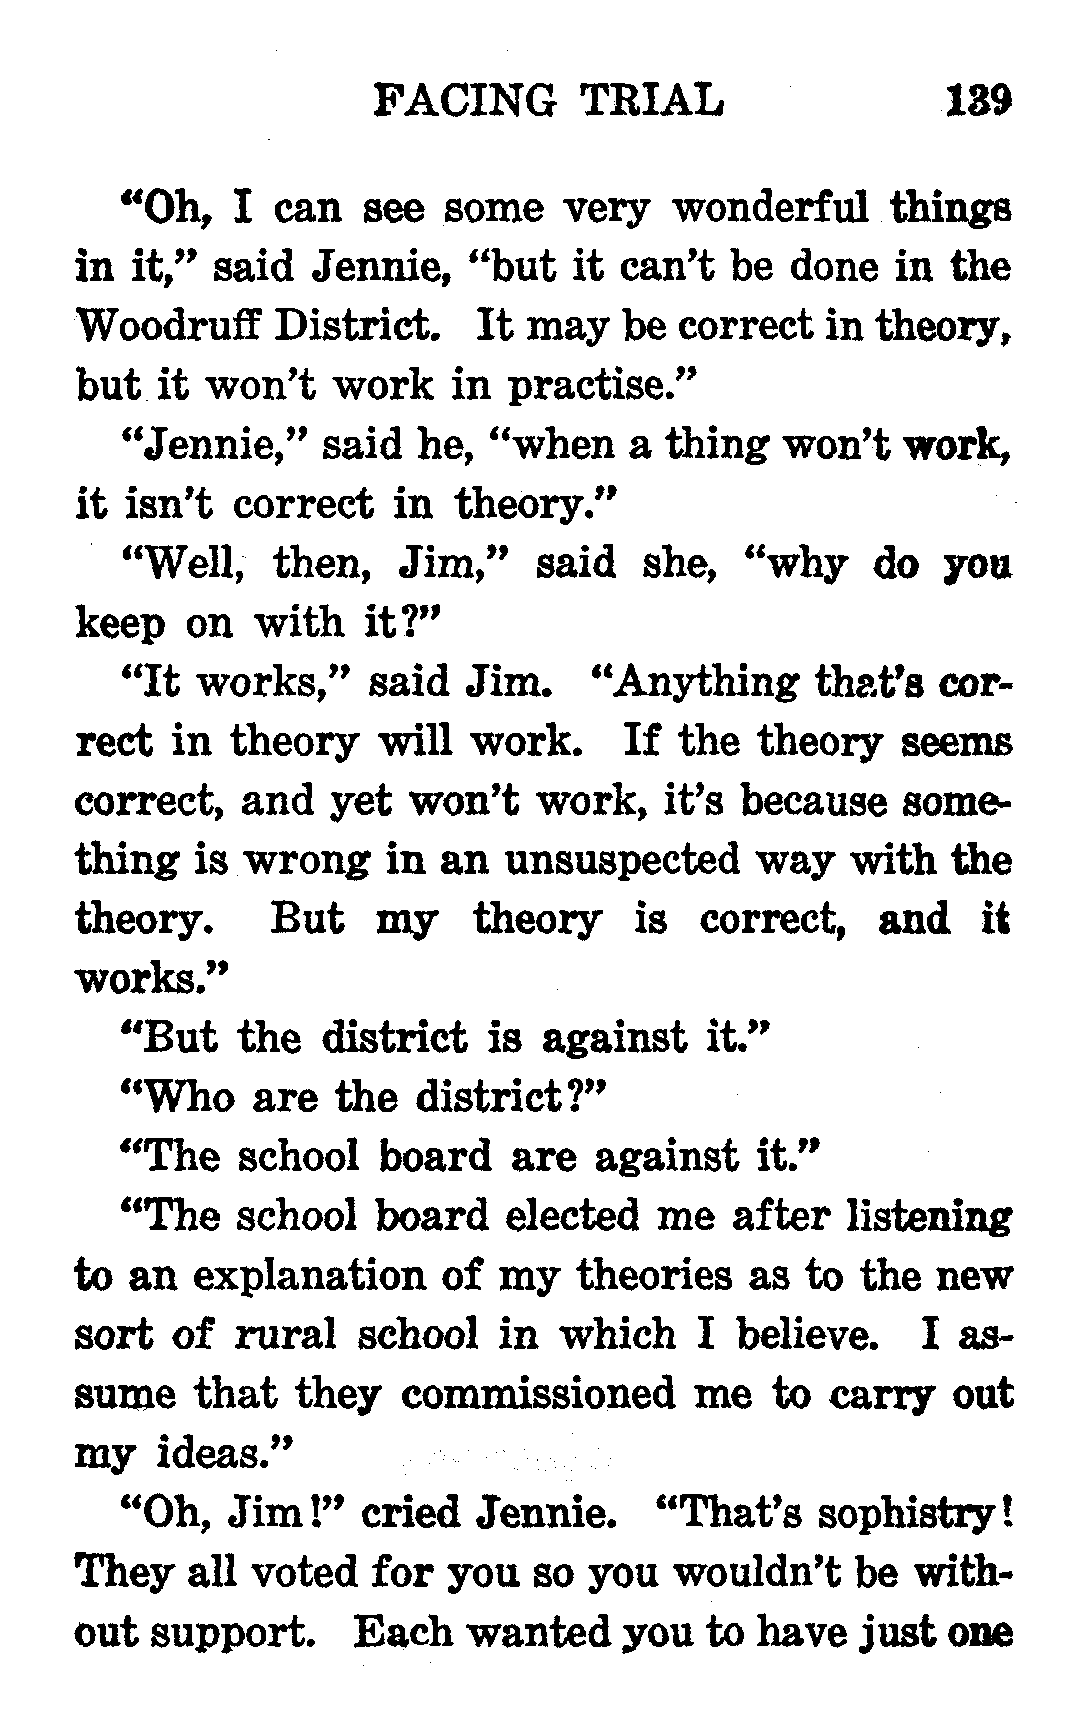 FACING TRIAL 139
“Oh, I can see some very wonderful things
in it,” said Jennie, “but it can’t be done in the
Woodruff District. It may be correct in theory,
but it won’t work in practise.”
“Jennie,” said he, “when a thing won’t work,
it isn’t correct in theory.”
“Well, then, Jim,” said she, “why do you
keep on with it?”
“It works,” said Jim. “Anything that’s cor-
rect in theory will work. If the theory seems
correct, and yet won’t work, it’s because some-
thing is wrong in an unsuspected way with the
theory. But my theory is correct, and it
works.”
“But the district is against it.”
“Who are the district?”
“The school board are against it.”
“The school board elected me after listening
to an explanation of my theories as to the new
sort of rural school in which I believe. I as-
sume that they commissioned me to carry out
my ideas.”
“Oh, Jim!” cried Jennie. “That’s sophistry!
They all voted for you so you wouldn’t be with-
out support. Each wanted you to have just one